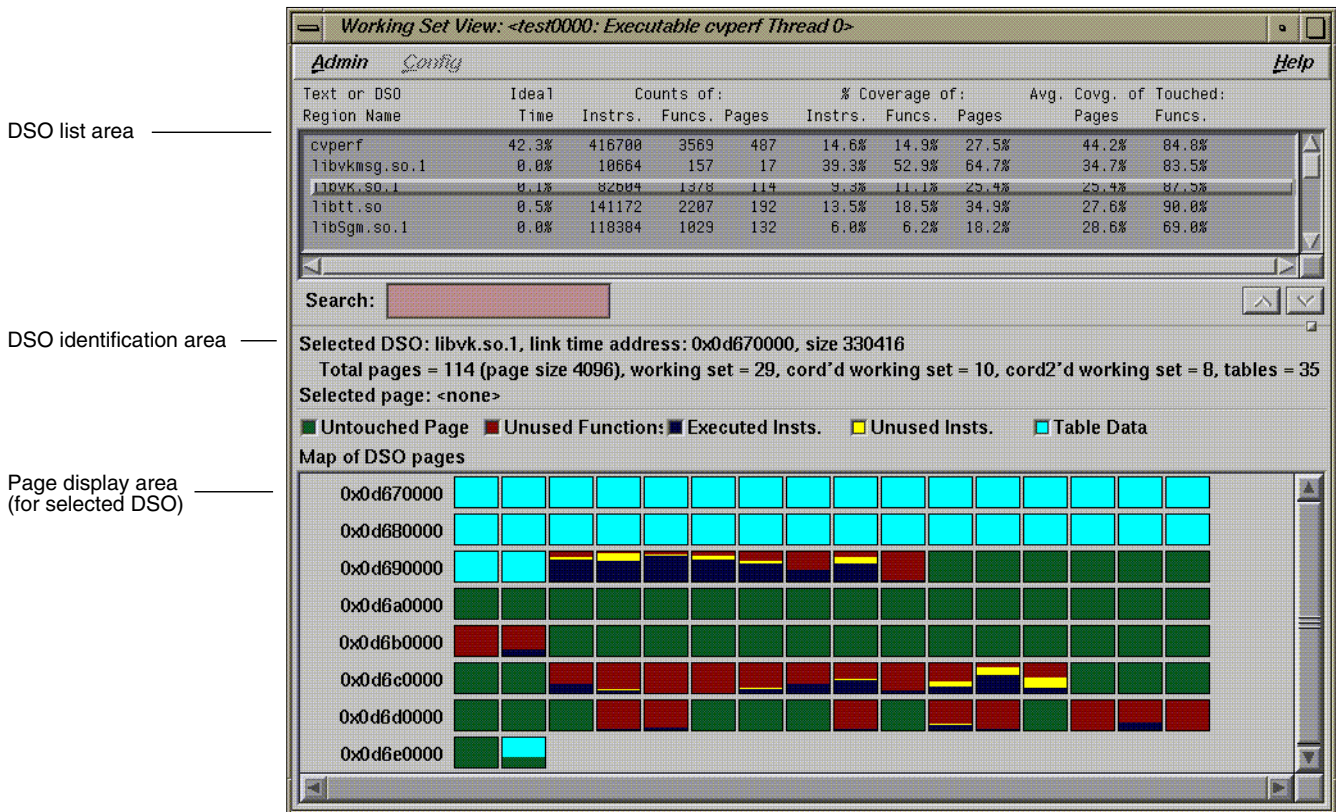 Working Set View: <test0000: Executable cvperf Thread 0>
Admin Config Help
Text or DSO Ideal Counts of: % Coverage of: Avg. Covg. of Touched:
Region Name Time Instrs. Funcs. Pages Instrs. Funcs. Pages Pages Funcs.
DSO list area
cvperf 42.3% 416700 3569 487 14.6% 14.9% 27.5% 44.2% 84.8%
libvkmsg.so.1 0.0% 10664 157 17 39.3% 52.9% 64.7% 34.7% 83.5%
libvk.so.1 0.1% 82604 1378 114 9.3% 11.1% 25.4% 25.4% 87.5%
libtt.so 0.5% 141172 2207 192 13.5% 18.5% 34.9% 27.6% 90.0%
libSgm.so.1 0.0% 118384 1029 132 6.0% 6.2% 18.2% 28.6% 69.0%
Search:
DSO identification area
Selected DSO: libvk.so.1, link time address: 0x0d670000, size 330416
Total pages = 114 (page size 4096), working set = 29, cord'd working set = 10, cord2'd working set = 8, tables = 35
Selected page: <none>
Untouched Page Unused Functions Executed Insts. Unused Insts. Table Data
Map of DSO pages
Page display area
(for selected DSO)
0x0d670000
0x0d680000
0x0d690000
0x0d6a0000
0x0d6b0000
0x0d6c0000
0x0d6d0000
0x0d6e0000